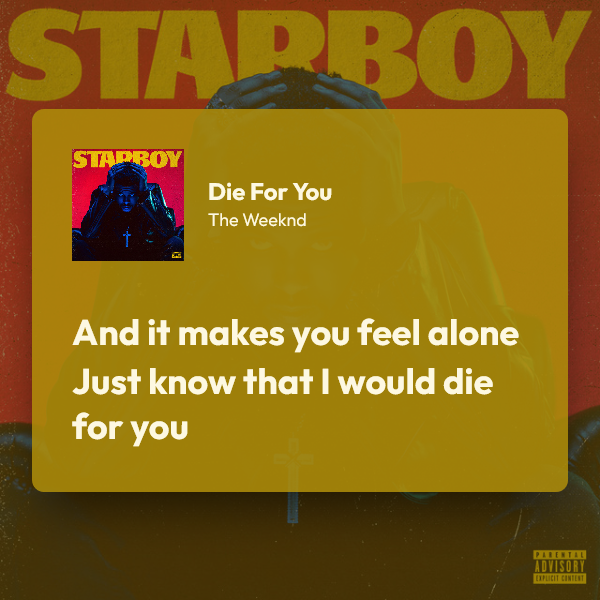 STARBOY
STARBOY
Die For You
The Weeknd
And it makes you feel alone
Just know that I would die
for you
PARENTAL
ADVISORY
EXPLICIT CONTENT